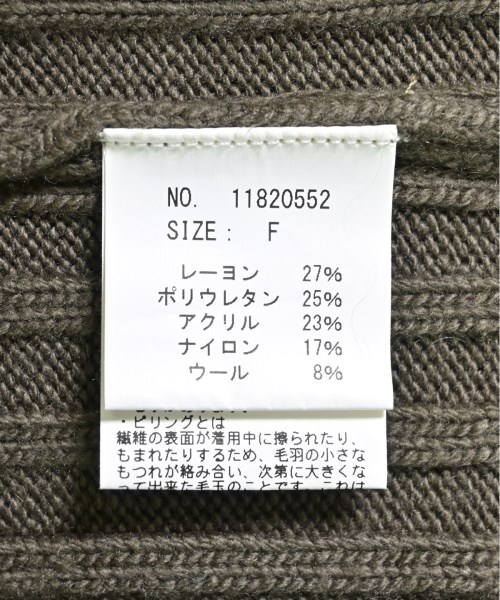 NO. 11820552
SIZE: F
レーヨン 27%
ポリウレタン 25%
アクリル 23%
ナイロン 17%
ウール 8%
・ピリングとは
繊維の表面が着用中に擦られたり、
もまれたりするため、毛羽の小さな
もつれが絡み合い、次第に大きくな
って出来た毛玉のことです。これは